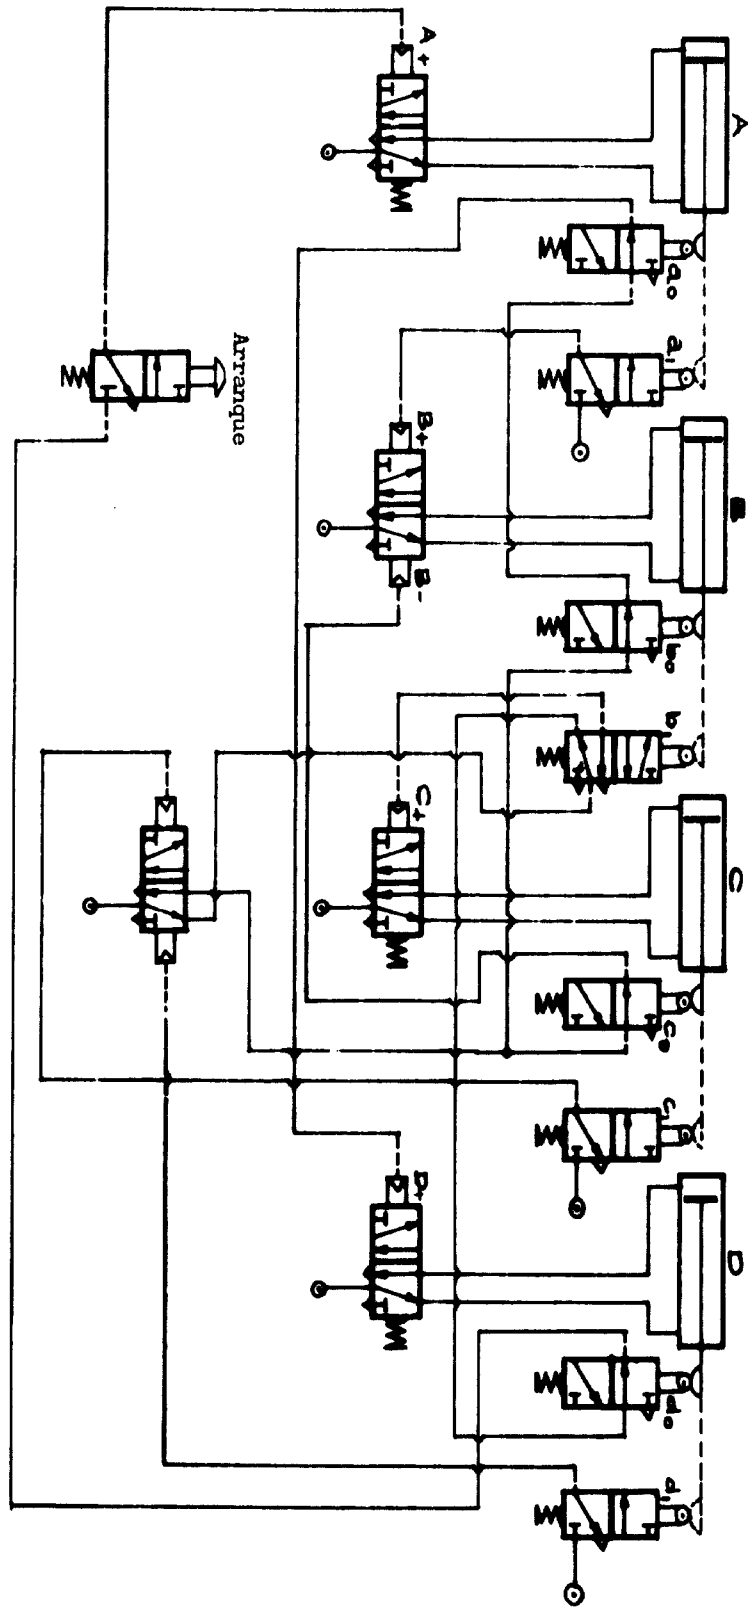 A
A+
a₀
a₁
Arranque
B
B+
B-
b₀
b₁
C
C+
c₀
c₁
D
D+
d₀
d₁